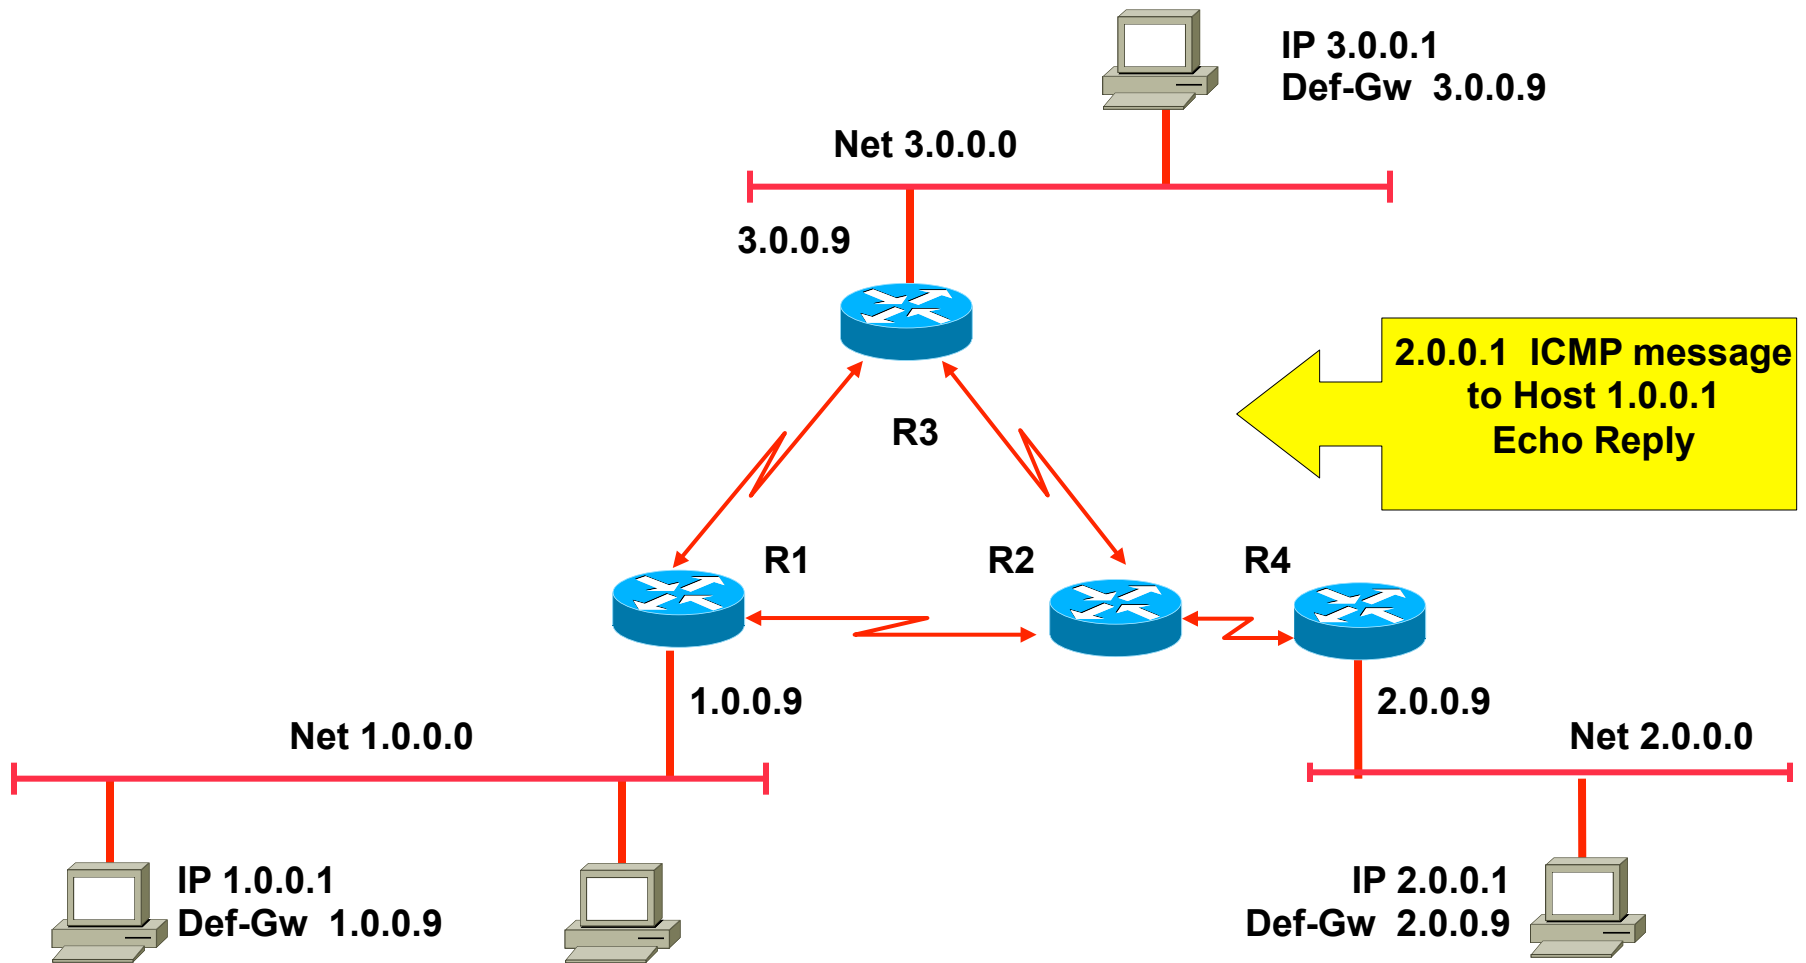 IP 3.0.0.1
Def-Gw 3.0.0.9
Net 3.0.0.0
3.0.0.9
2.0.0.1 ICMP message
to Host 1.0.0.1
Echo Reply
R3
R1
R2
R4
1.0.0.9
2.0.0.9
Net 1.0.0.0
Net 2.0.0.0
IP 1.0.0.1
Def-Gw 1.0.0.9
IP 2.0.0.1
Def-Gw 2.0.0.9